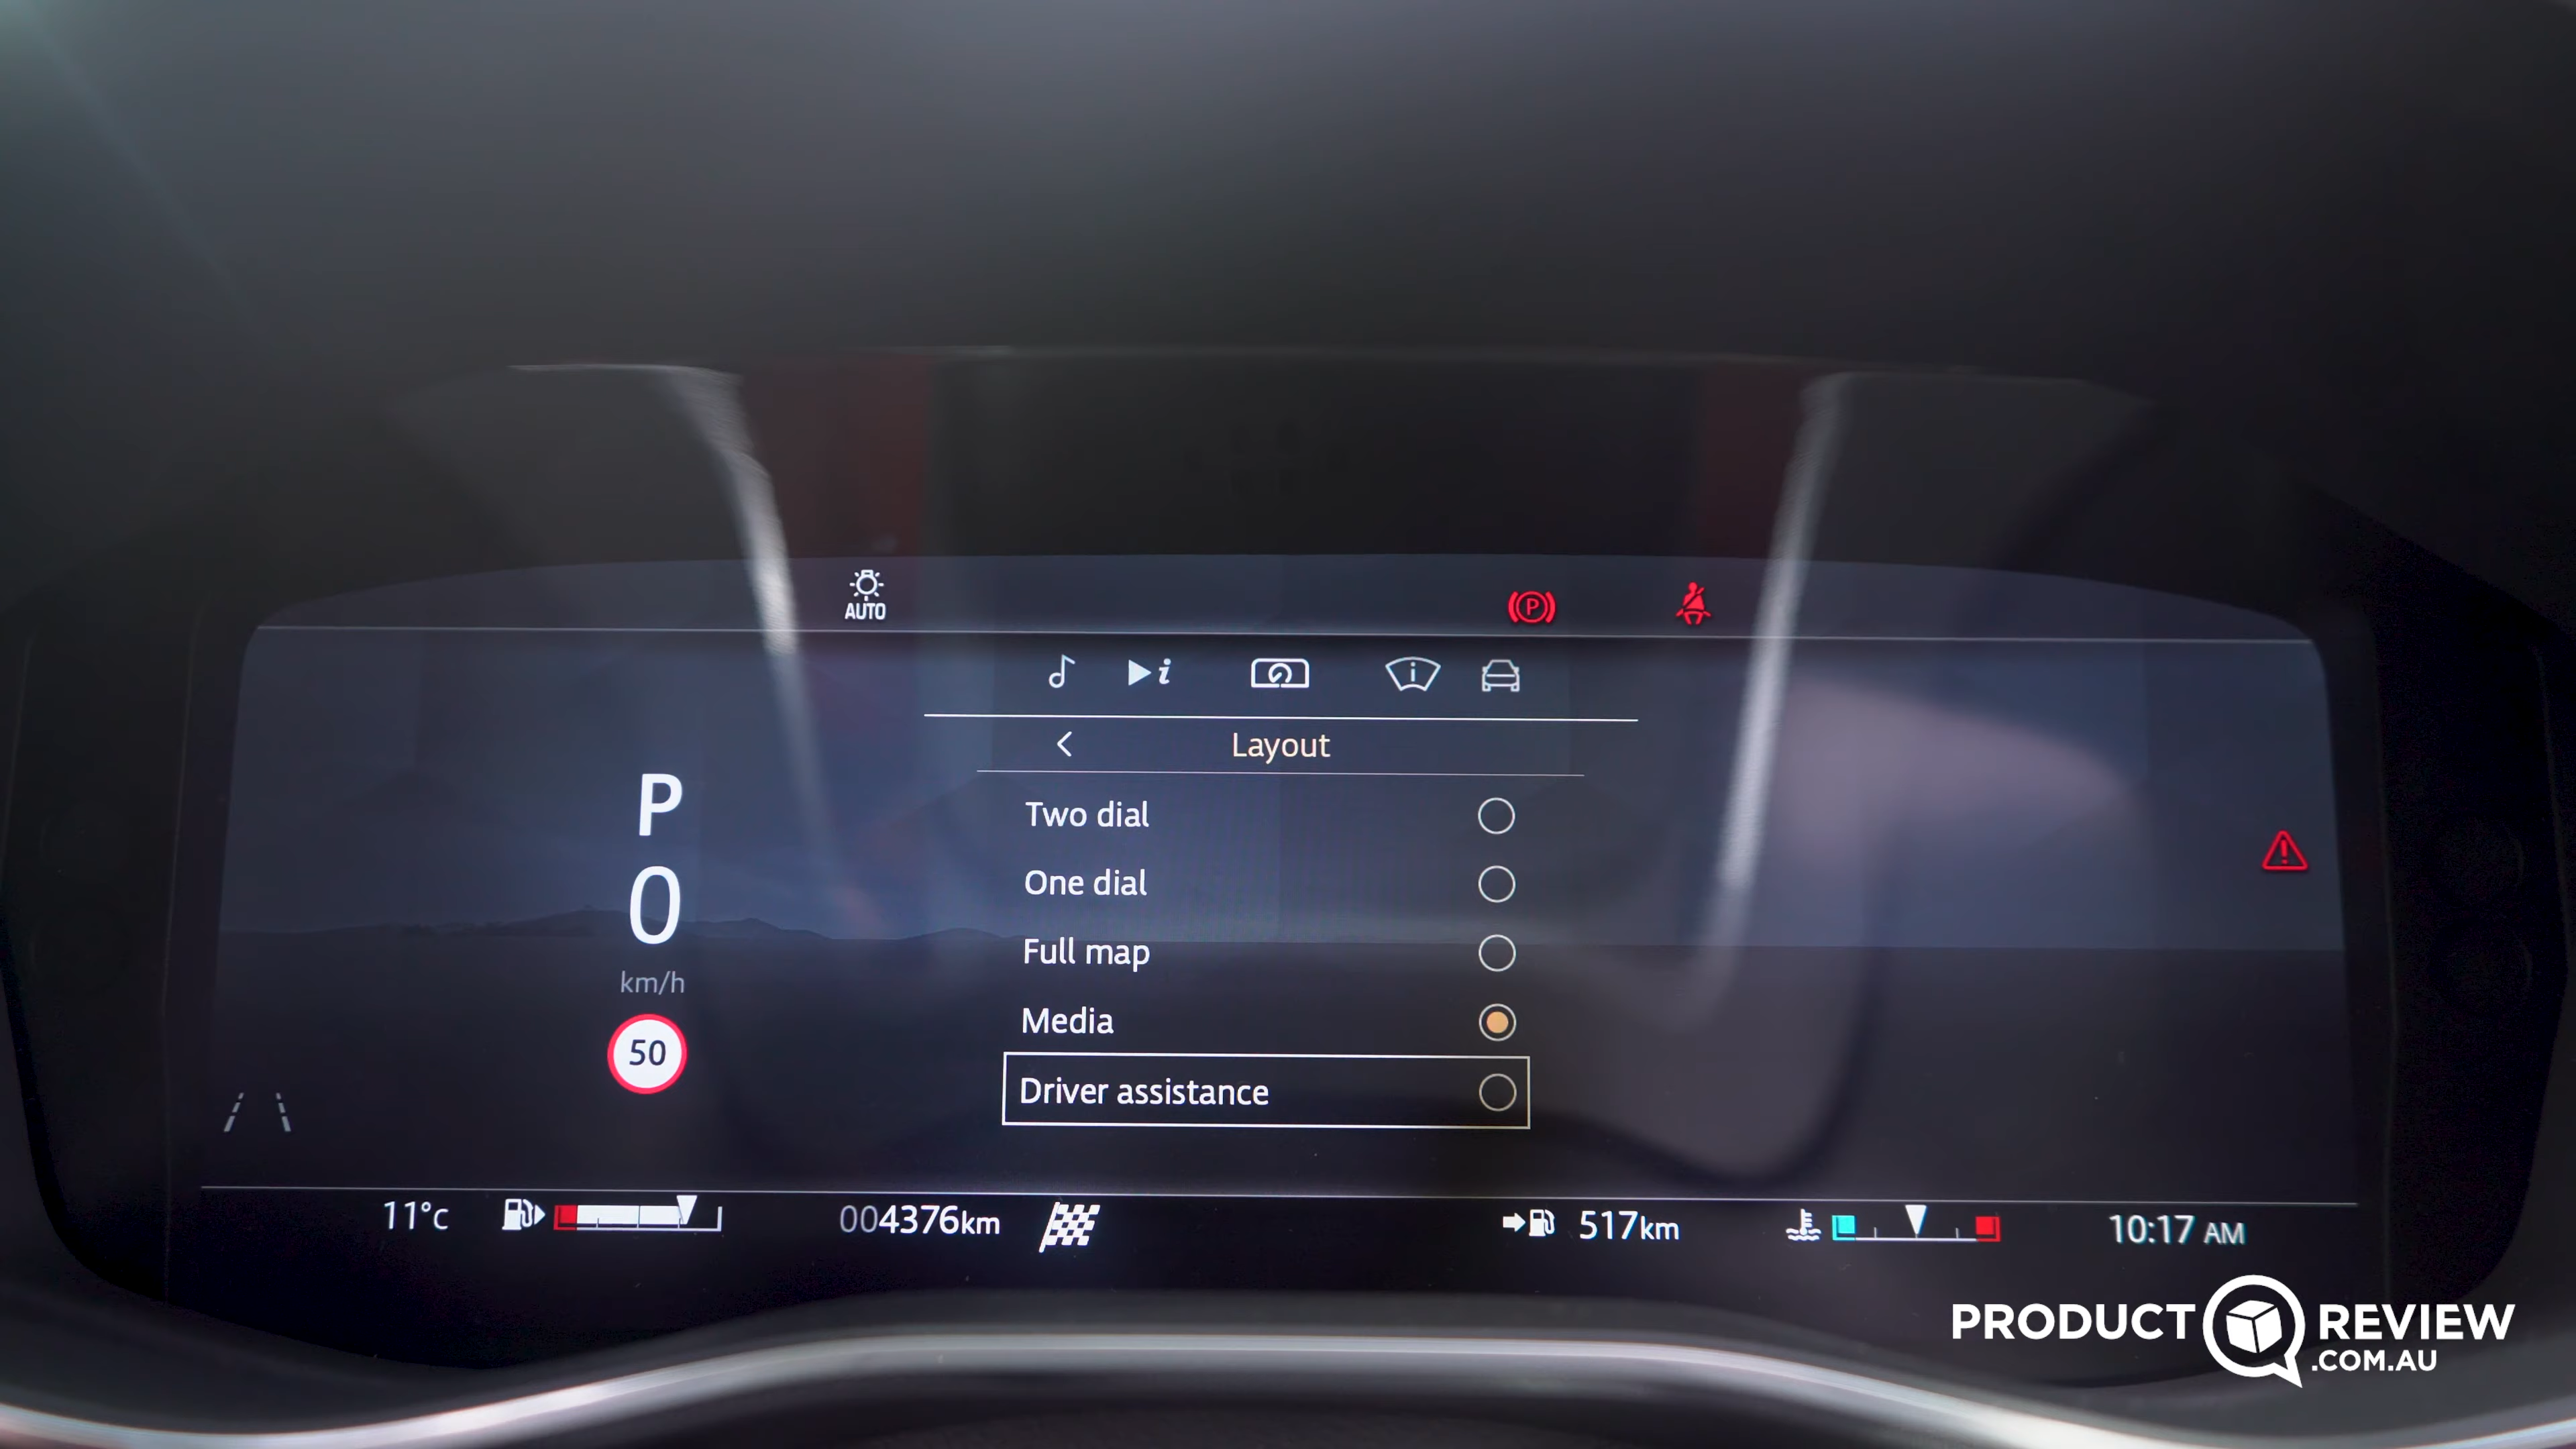 AUTO
P
i
i
Layout
P
Two dial
0
One dial
km/h
Full map
50
Media
Driver assistance
11°c
004376km
517km
10:17 AM
PRODUCT REVIEW
.COM.AU